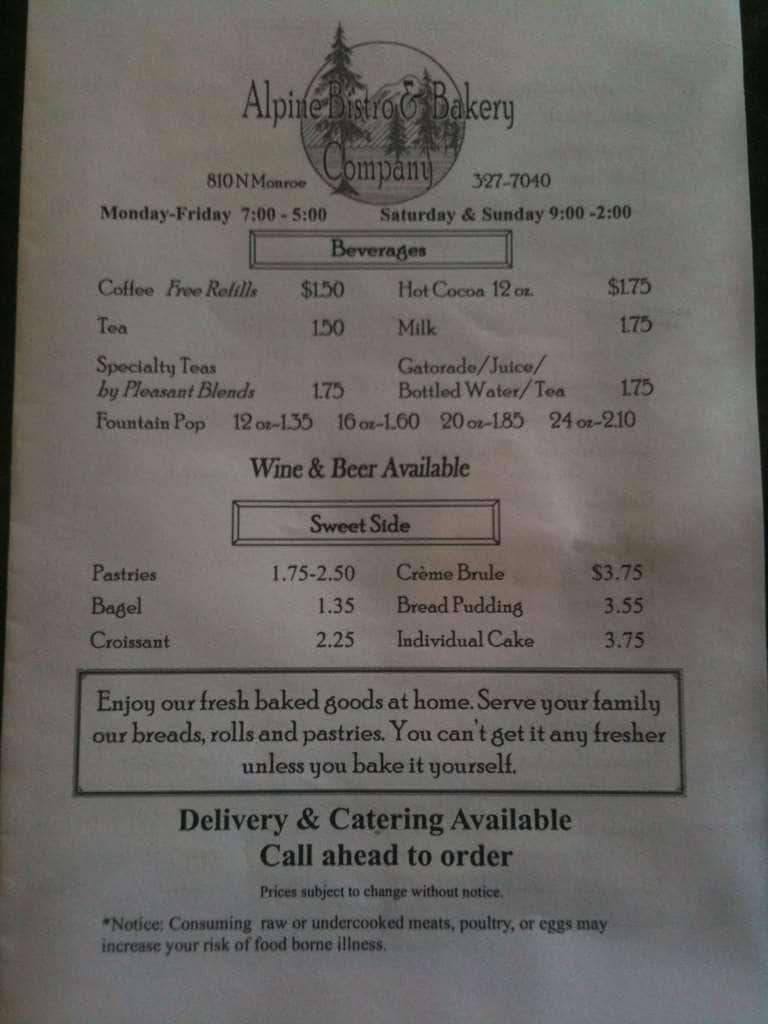 Alpine Bistro & Bakery
Company
810 N Monroe 327-7040
Monday-Friday 7:00 - 5:00 Saturday & Sunday 9:00 -2:00
Beverages
Coffee Free Refills $1.50 Hot Cocoa 12 oz. $1.75
Tea 1.50 Milk 1.75
Specialty Teas Gatorade/Juice/
by Pleasant Blends 1.75 Bottled Water/Tea 1.75
Fountain Pop 12 oz-1.35 16 oz-1.60 20 oz-1.85 24 oz-2.10
Wine & Beer Available
Sweet Side
Pastries 1.75-2.50 Crème Brule $3.75
Bagel 1.35 Bread Pudding 3.55
Croissant 2.25 Individual Cake 3.75
Enjoy our fresh baked goods at home. Serve your family
our breads, rolls and pastries. You can't get it any fresher
unless you bake it yourself.
Delivery & Catering Available
Call ahead to order
Prices subject to change without notice.
*Notice: Consuming raw or undercooked meats, poultry, or eggs may
increase your risk of food borne illness.